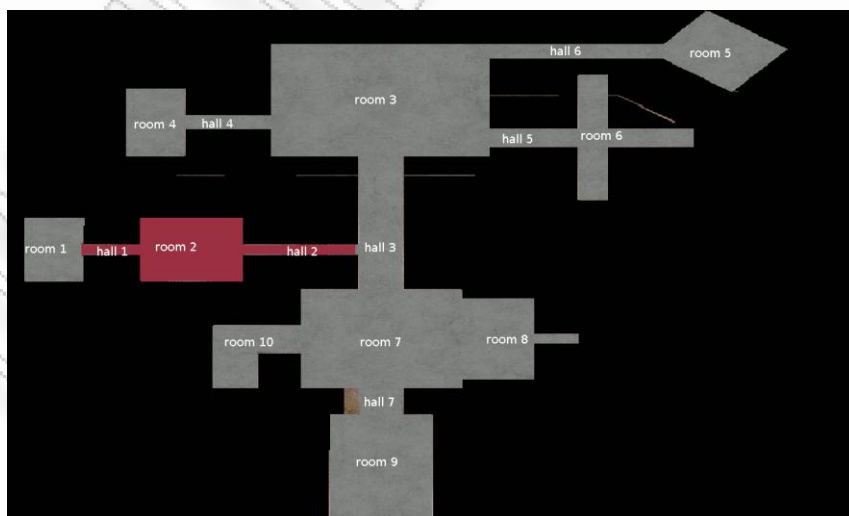 hall 6
room 5
room 3
room 4
hall 4
hall 5
room 6
room 1
hall 1
room 2
hall 2
hall 3
room 10
room 7
room 8
hall 7
room 9